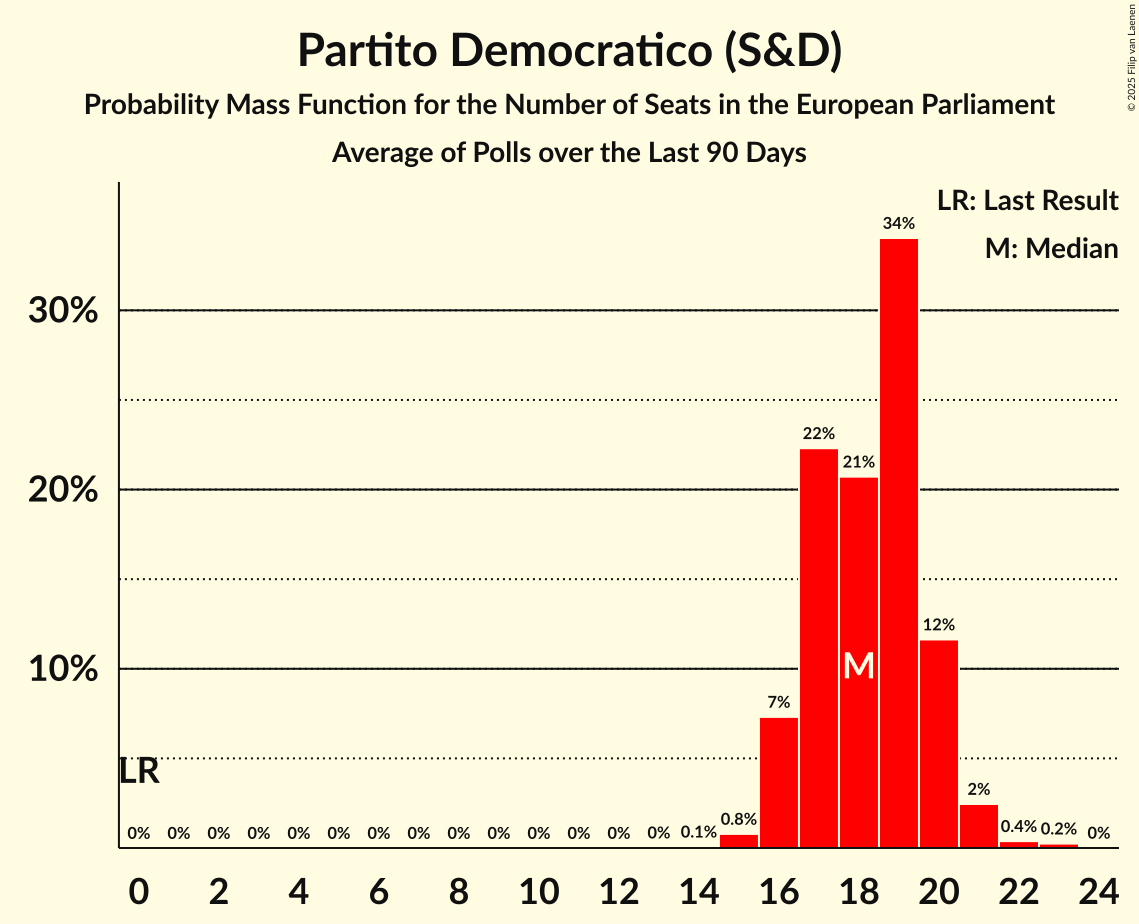 Partito Democratico (S&D)
Probability Mass Function for the Number of Seats in the European Parliament
Average of Polls over the Last 90 Days
© 2025 Filip van Laenen
LR: Last Result
M: Median
34%
30%
22%
21%
20%
12%
10%
M
7%
LR
0% 0% 0% 0% 0% 0% 0% 0% 0% 0% 0% 0% 0% 0% 0.1% 0.8% 2% 0.4% 0.2% 0%
0 2 4 6 8 10 12 14 16 18 20 22 24